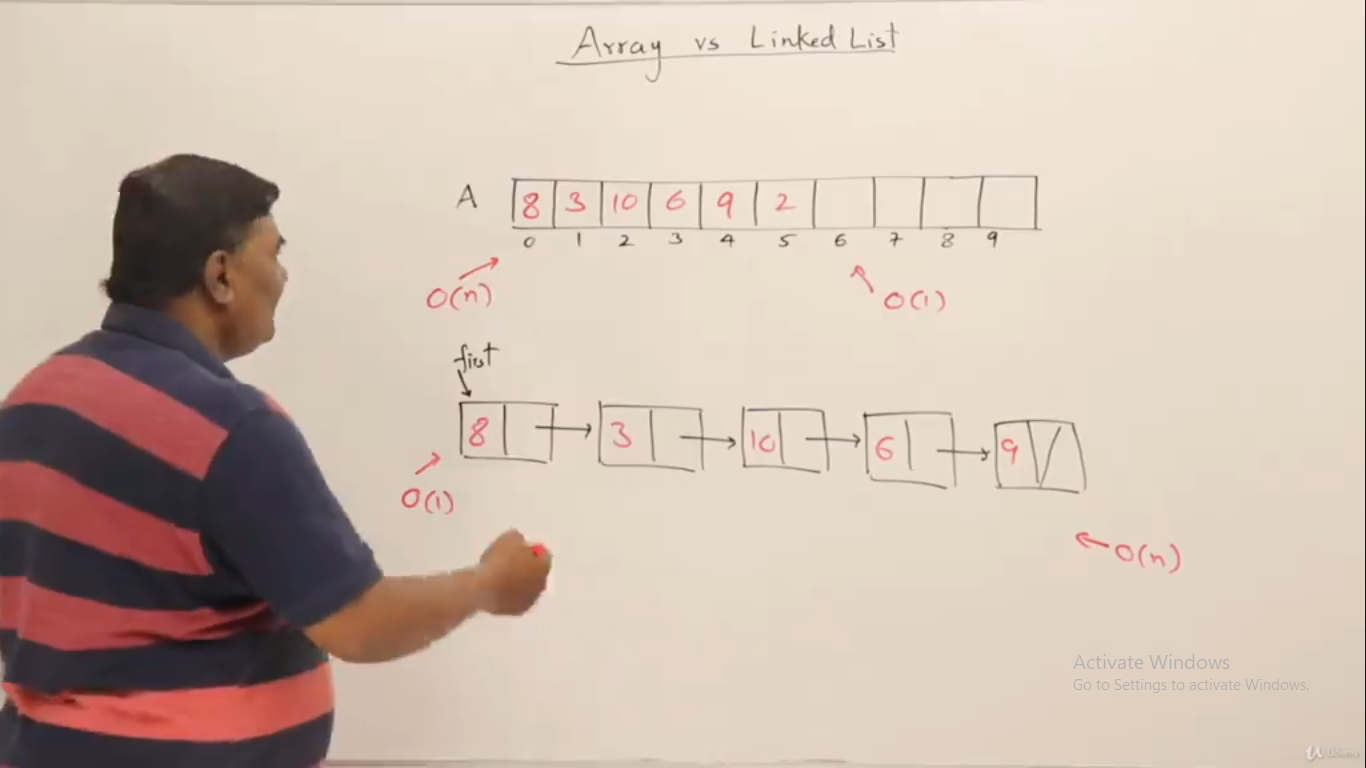 Array vs Linked List
A 8 3 10 6 9 2
0 1 2 3 4 5 6 7 8 9
O(n) O(1)
first
8 3 10 6 9
O(1)
O(n)
Activate Windows
Go to Settings to activate Windows.
Udemy